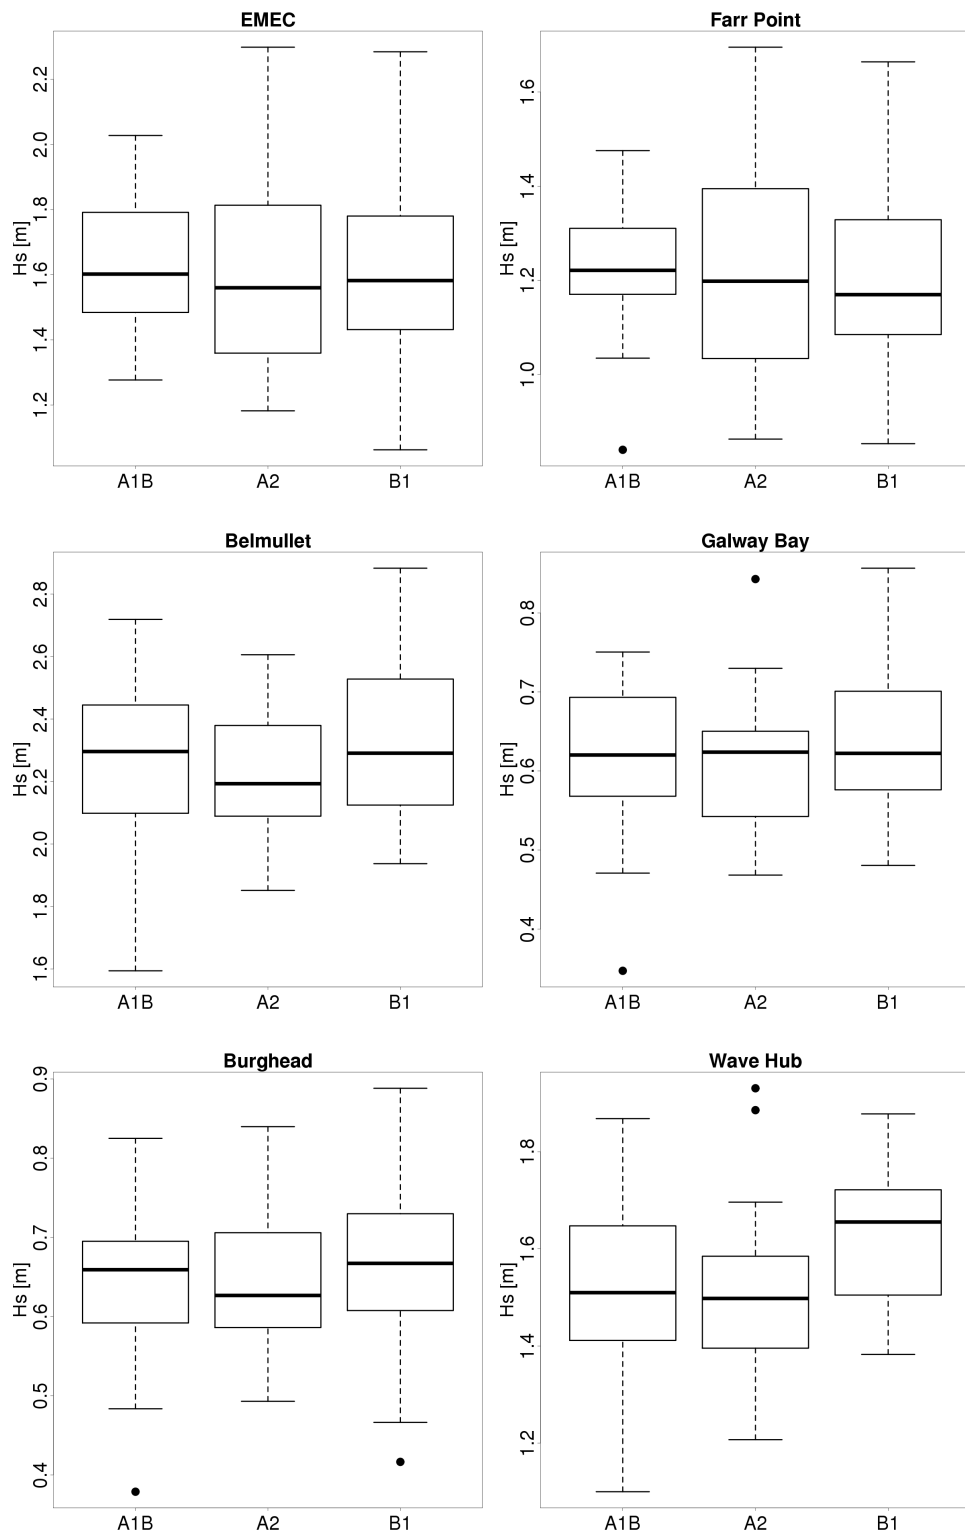 EMEC
Hs [m]
2.2
2.0
1.8
1.6
1.4
1.2
A1B A2 B1
Farr Point
Hs [m]
1.6
1.4
1.2
1.0
A1B A2 B1
Belmullet
Hs [m]
2.8
2.6
2.4
2.2
2.0
1.8
1.6
A1B A2 B1
Galway Bay
Hs [m]
0.8
0.7
0.6
0.5
0.4
A1B A2 B1
Burghead
Hs [m]
0.9
0.8
0.7
0.6
0.5
0.4
A1B A2 B1
Wave Hub
Hs [m]
1.8
1.6
1.4
1.2
A1B A2 B1